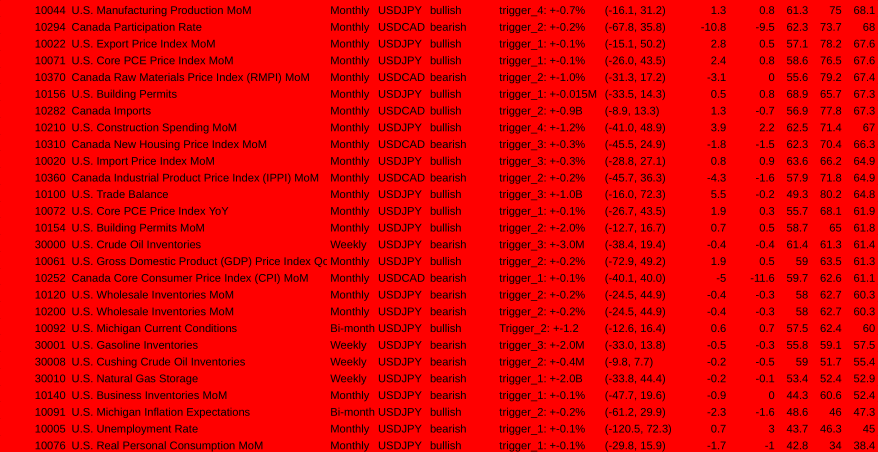 10044 U.S. Manufacturing Production MoM Monthly USDJPY bullish trigger_4: +-0.7% (-16.1, 31.2) 1.3 0.8 61.3 75 68.1
10294 Canada Participation Rate Monthly USDCAD bearish trigger_2: +-0.2% (-67.8, 35.8) -10.8 -9.5 62.3 73.7 68
10022 U.S. Export Price Index MoM Monthly USDJPY bullish trigger_1: +-0.1% (-15.1, 50.2) 2.8 0.5 57.1 78.2 67.6
10071 U.S. Core PCE Price Index MoM Monthly USDJPY bullish trigger_1: +-0.1% (-26.0, 43.5) 2.4 0.8 58.6 76.5 67.6
10370 Canada Raw Materials Price Index (RMPI) MoM Monthly USDCAD bearish trigger_2: +-1.0% (-31.3, 17.2) -3.1 0 55.6 79.2 67.4
10156 U.S. Building Permits Monthly USDJPY bullish trigger_1: +-0.015M (-33.5, 14.3) 0.5 0.8 68.9 65.7 67.3
10282 Canada Imports Monthly USDCAD bullish trigger_2: +-0.9B (-8.9, 13.3) 1.3 -0.7 56.9 77.8 67.3
10210 U.S. Construction Spending MoM Monthly USDJPY bullish trigger_4: +-1.2% (-41.0, 48.9) 3.9 2.2 62.5 71.4 67
10310 Canada New Housing Price Index MoM Monthly USDCAD bearish trigger_3: +-0.3% (-45.5, 24.9) -1.8 -1.5 62.3 70.4 66.3
10020 U.S. Import Price Index MoM Monthly USDJPY bullish trigger_3: +-0.3% (-28.8, 27.1) 0.8 0.9 63.6 66.2 64.9
10360 Canada Industrial Product Price Index (IPPI) MoM Monthly USDCAD bearish trigger_2: +-0.2% (-45.7, 36.3) -4.3 -1.6 57.9 71.8 64.9
10100 U.S. Trade Balance Monthly USDJPY bullish trigger_3: +-1.0B (-16.0, 72.3) 5.5 -0.2 49.3 80.2 64.8
10072 U.S. Core PCE Price Index YoY Monthly USDJPY bullish trigger_1: +-0.1% (-26.7, 43.5) 1.9 0.3 55.7 68.1 61.9
10154 U.S. Building Permits MoM Monthly USDJPY bullish trigger_2: +-2.0% (-12.7, 16.7) 0.7 0.5 58.7 65 61.8
30000 U.S. Crude Oil Inventories Weekly USDJPY bearish trigger_3: +-3.0M (-38.4, 19.4) -0.4 -0.4 61.4 61.3 61.4
10061 U.S. Gross Domestic Product (GDP) Price Index Qo Monthly USDJPY bullish trigger_2: +-0.2% (-72.9, 49.2) 1.9 0.5 59 63.5 61.3
10252 Canada Core Consumer Price Index (CPI) MoM Monthly USDCAD bearish trigger_1: +-0.1% (-40.1, 40.0) -5 -11.6 59.7 62.6 61.1
10120 U.S. Wholesale Inventories MoM Monthly USDJPY bearish trigger_2: +-0.2% (-24.5, 44.9) -0.4 -0.3 58 62.7 60.3
10200 U.S. Wholesale Inventories MoM Monthly USDJPY bearish trigger_2: +-0.2% (-24.5, 44.9) -0.4 -0.3 58 62.7 60.3
10092 U.S. Michigan Current Conditions Bi-month USDJPY bullish Trigger_2: +-1.2 (-12.6, 16.4) 0.6 0.7 57.5 62.4 60
30001 U.S. Gasoline Inventories Weekly USDJPY bearish trigger_3: +-2.0M (-33.0, 13.8) -0.5 -0.3 55.8 59.1 57.5
30008 U.S. Cushing Crude Oil Inventories Weekly USDJPY bearish trigger_2: +-0.4M (-9.8, 7.7) -0.2 -0.5 59 51.7 55.4
30010 U.S. Natural Gas Storage Weekly USDJPY bearish trigger_1: +-2.0B (-33.8, 44.4) -0.2 -0.1 53.4 52.4 52.9
10140 U.S. Business Inventories MoM Monthly USDJPY bearish trigger_1: +-0.1% (-47.7, 19.6) -0.9 0 44.3 60.6 52.4
10091 U.S. Michigan Inflation Expectations Bi-month USDJPY bullish trigger_2: +-0.2% (-61.2, 29.9) -2.3 -1.6 48.6 46 47.3
10005 U.S. Unemployment Rate Monthly USDJPY bearish trigger_1: +-0.1% (-120.5, 72.3) 0.7 3 43.7 46.3 45
10076 U.S. Real Personal Consumption MoM Monthly USDJPY bullish trigger_1: +-0.1% (-29.8, 15.9) -1.7 -1 42.8 34 38.4